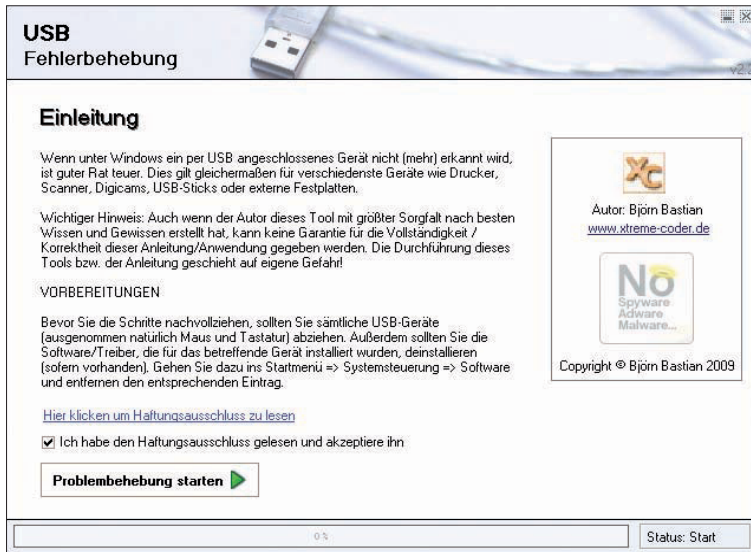 USB
Fehlerbehebung
Einleitung
Wenn unter Windows ein per USB angeschlossenes Gerät nicht (mehr) erkannt wird,
ist guter Rat teuer. Dies gilt gleichermaßen für verschiedenste Geräte wie Drucker,
Scanner, Digicams, USB-Sticks oder externe Festplatten.
Wichtiger Hinweis: Auch wenn der Autor dieses Tool mit größter Sorgfalt nach besten
Wissen und Gewissen erstellt hat, kann keine Garantie für die Vollständigkeit /
Korrektheit dieser Anleitung/Anwendung gegeben werden. Die Durchführung dieses
Tools bzw. der Anleitung geschieht auf eigene Gefahr!
VORBEREITUNGEN
Bevor Sie die Schritte nachvollziehen, sollten Sie sämtliche USB-Geräte
(ausgenommen natürlich Maus und Tastatur) abziehen. Außerdem sollten Sie die
Software/Treiber, die für das betreffende Gerät installiert wurden, deinstallieren
(sofern vorhanden). Gehen Sie dazu ins Startmenü => Systemsteuerung => Software
und entfernen den entsprechenden Eintrag.
Hier klicken um Haftungsausschluss zu lesen
Ich habe den Haftungsausschluss gelesen und akzeptiere ihn
Problembehebung starten
XC
Autor: Björn Bastian
www.xtreme-coder.de
No
Spyware
Adware
Malware...
Copyright © Björn Bastian 2009
0 %
Status: Start